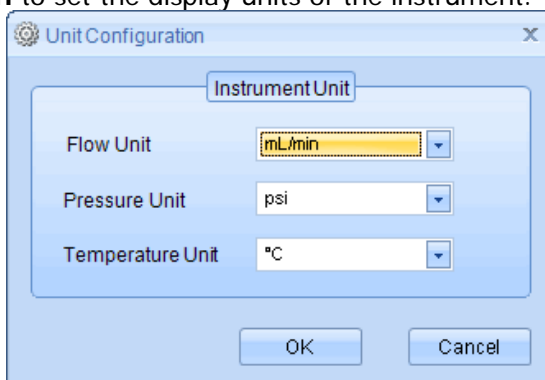 to set the display units of the instrument.
Unit Configuration x
Instrument Unit
Flow Unit mL/min
Pressure Unit psi
Temperature Unit °C
OK Cancel